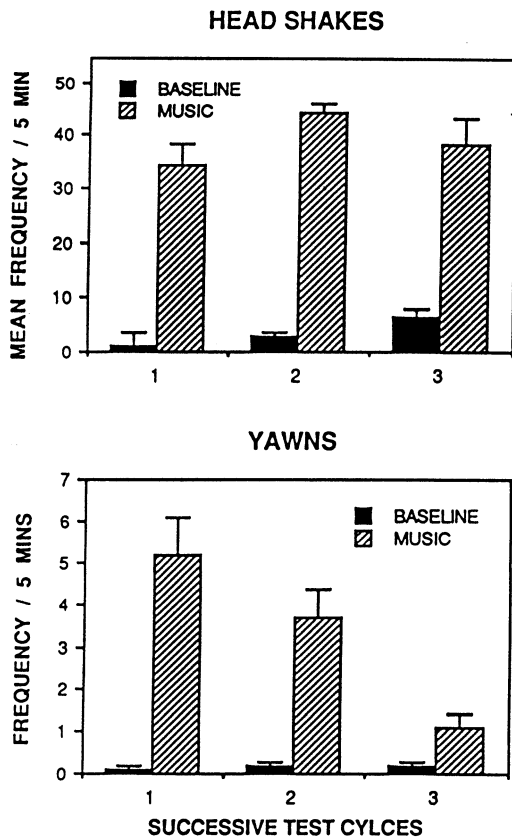 HEAD SHAKES
MEAN FREQUENCY / 5 MIN
50
40
30
20
10
0
BASELINE
MUSIC
1 2 3
YAWNS
FREQUENCY / 5 MINS
7
6
5
4
3
2
1
0
BASELINE
MUSIC
1 2 3
SUCCESSIVE TEST CYLCES